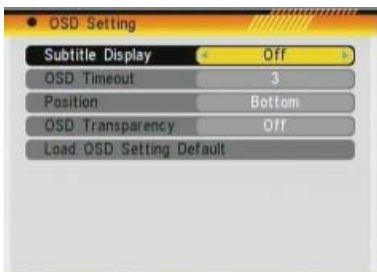 OSD Setting
Subtitle Display Off
OSD Timeout 3
Position Bottom
OSD Transparency Off
Load OSD Setting Default